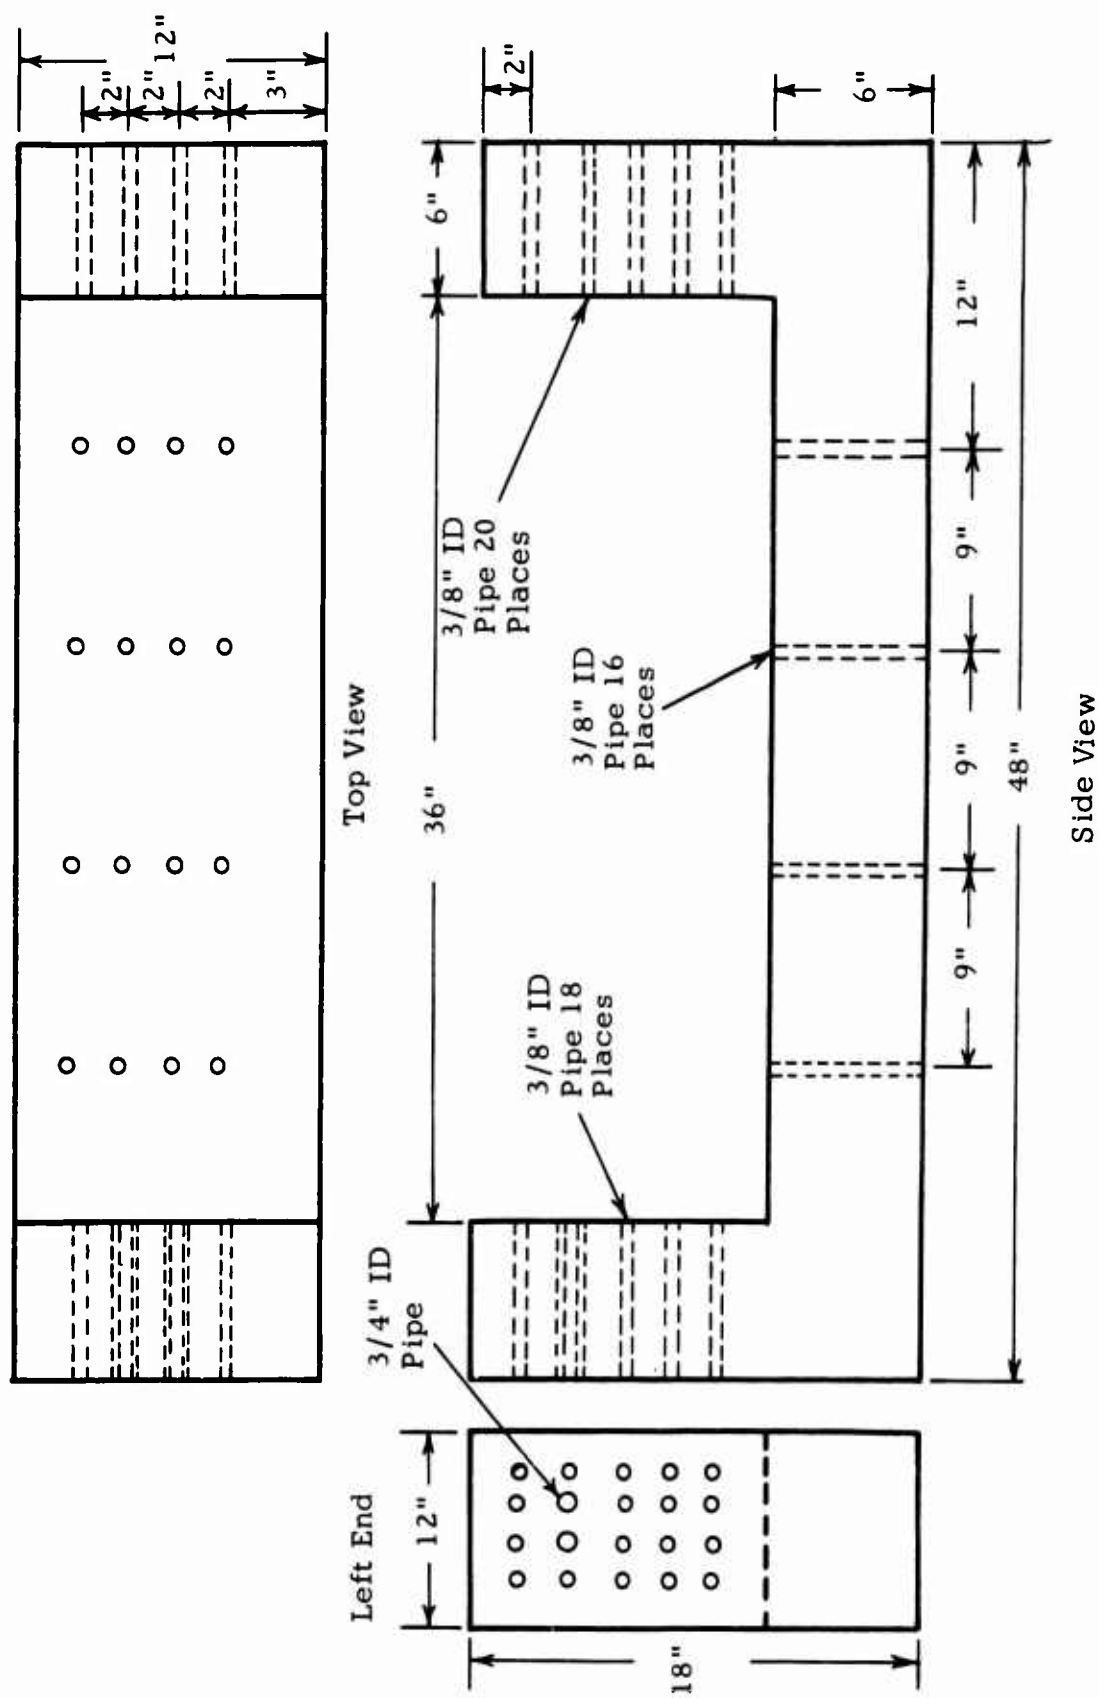 12"
2"
2"
2"
3"
Top View
2"
6"
6"
36"
3/8" ID
Pipe 20
Places
12"
3/8" ID
Pipe 16
Places
9"
9"
9"
48"
3/8" ID
Pipe 18
Places
Side View
3/4" ID
Pipe
Left End
12"
18"